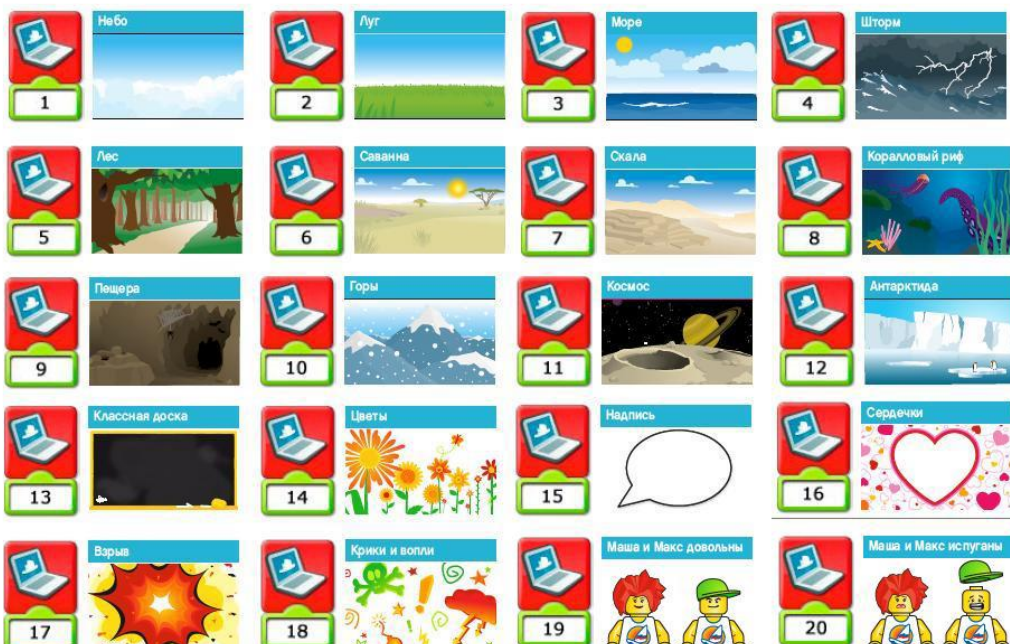 Небо
1
Луг
2
Море
3
Шторм
4
Лес
5
Саванна
6
Скала
7
Коралловый риф
8
Пещера
9
Горы
10
Космос
11
Антарктида
12
Классная доска
13
Цветы
14
Надпись
15
Сердечки
16
Взрыв
17
Крики и вопли
18
Маша и Макс довольны
19
Маша и Макс испуганы
20